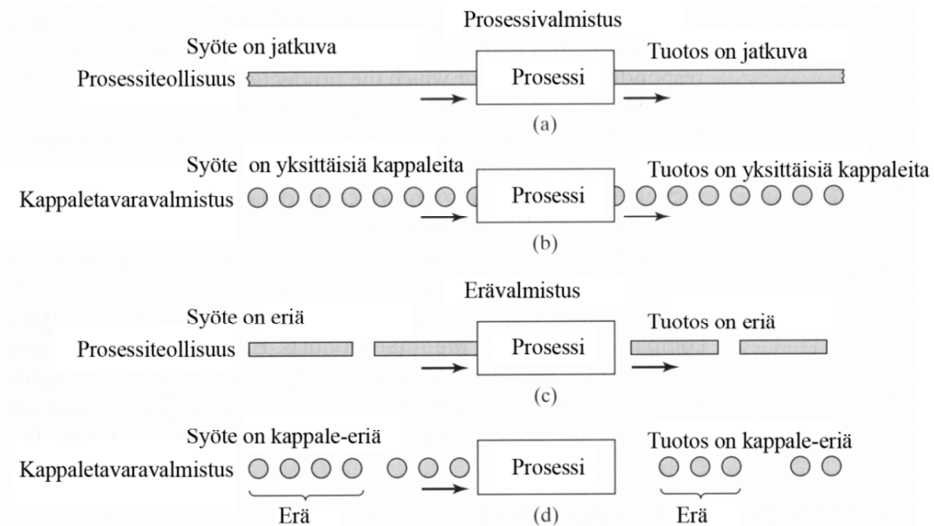 Prosessivalmistus
Syöte on jatkuva
Tuotos on jatkuva
Prosessiteollisuus
Prosessi
(a)
Syöte on yksittäisiä kappaleita
Tuotos on yksittäisiä kappaleita
Kappaletavaravalmistus
Prosessi
(b)
Erävalmistus
Syöte on eriä
Tuotos on eriä
Prosessiteollisuus
Prosessi
(c)
Syöte on kappale-eriä
Tuotos on kappale-eriä
Kappaletavaravalmistus
Prosessi
Erä
(d)
Erä